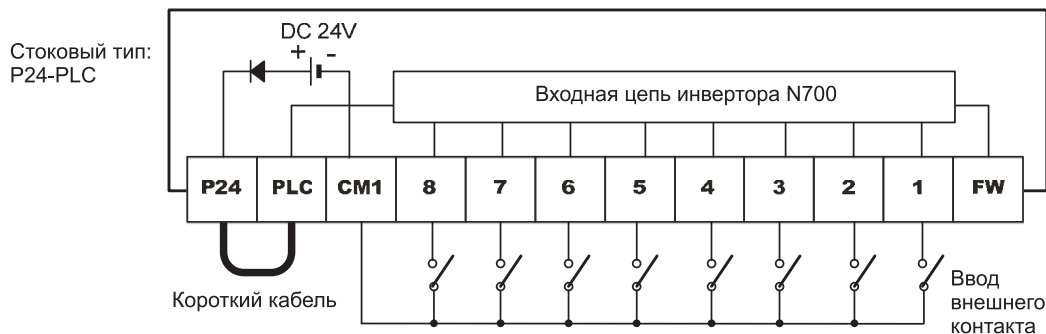 Стоковый тип:
P24-PLC
DC 24V
+ -
Входная цепь инвертора N700
P24 PLC CM1 8 7 6 5 4 3 2 1 FW
Короткий кабель
Ввод
внешнего
контакта